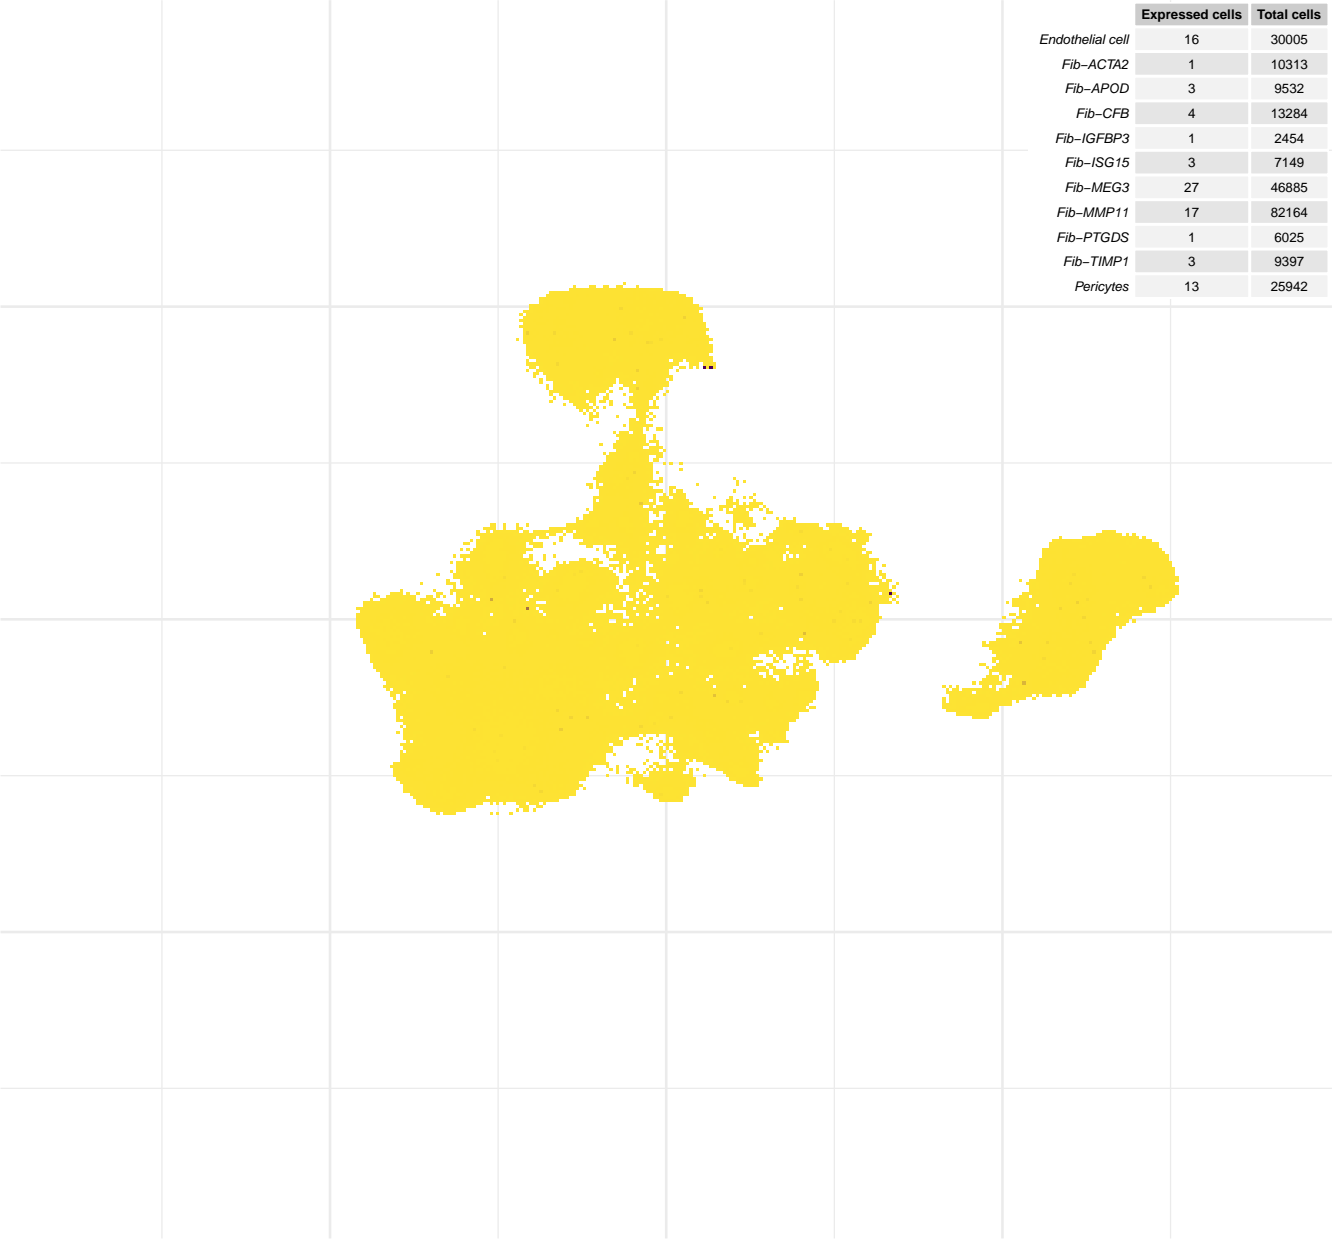 Expressed cells Total cells
Endothelial cell 16 30005
Fib−ACTA2 1 10313
Fib−APOD 3 9532
Fib−CFB 4 13284
Fib−IGFBP3 1 2454
Fib−ISG15 3 7149
Fib−MEG3 27 46885
Fib−MMP11 17 82164
Fib−PTGDS 1 6025
Fib−TIMP1 3 9397
Pericytes 13 25942